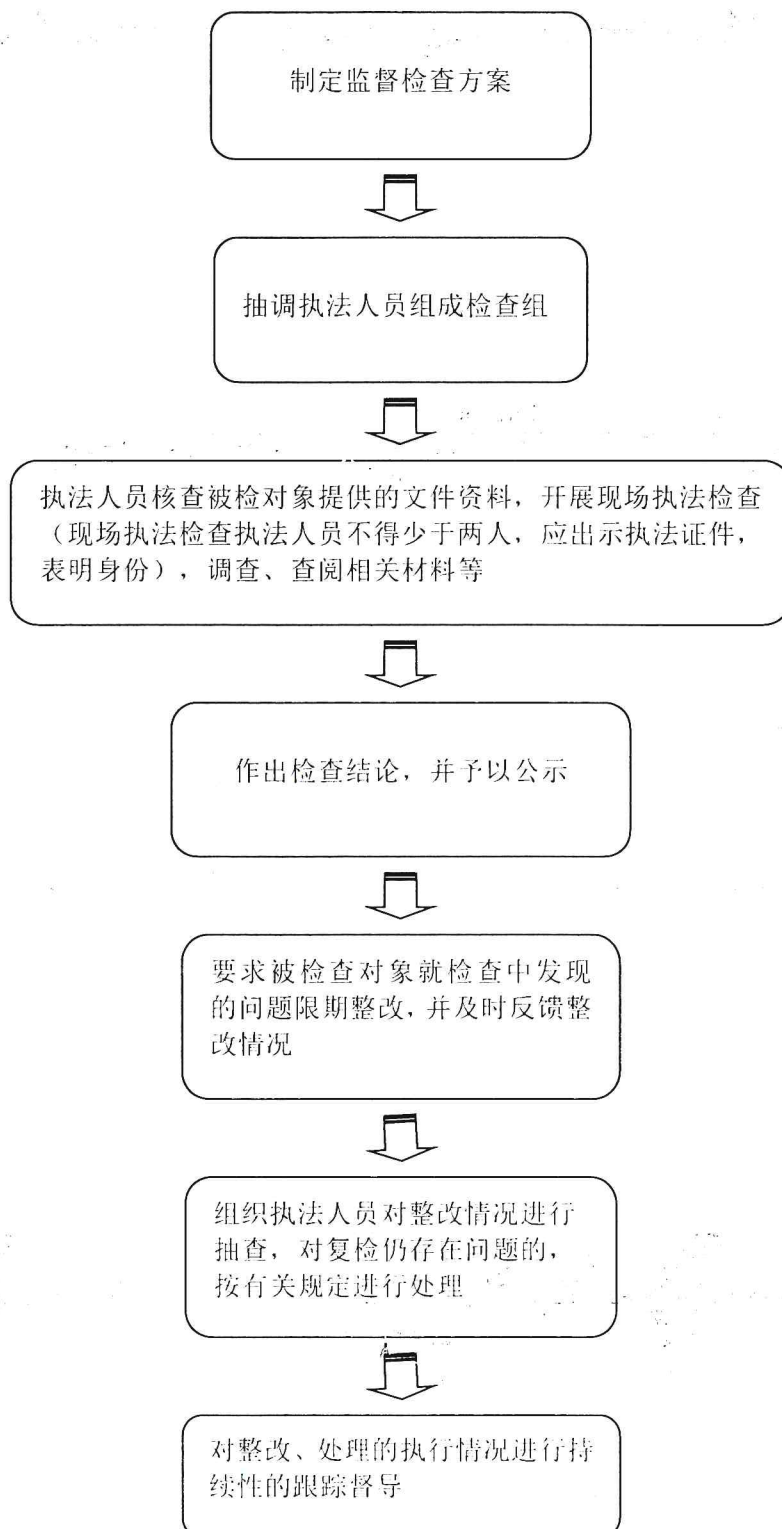 制定监督检查方案
抽调执法人员组成检查组
执法人员核查被检对象提供的文件资料，开展现场执法检查
（现场执法检查执法人员不得少于两人，应出示执法证件，
表明身份），调查、查阅相关材料等
作出检查结论，并予以公示
要求被检查对象就检查中发现
的问题限期整改，并及时反馈整
改情况
组织执法人员对整改情况进行
抽查，对复检仍存在问题的，
按有关规定进行处理
对整改、处理的执行情况进行持
续性的跟踪督导